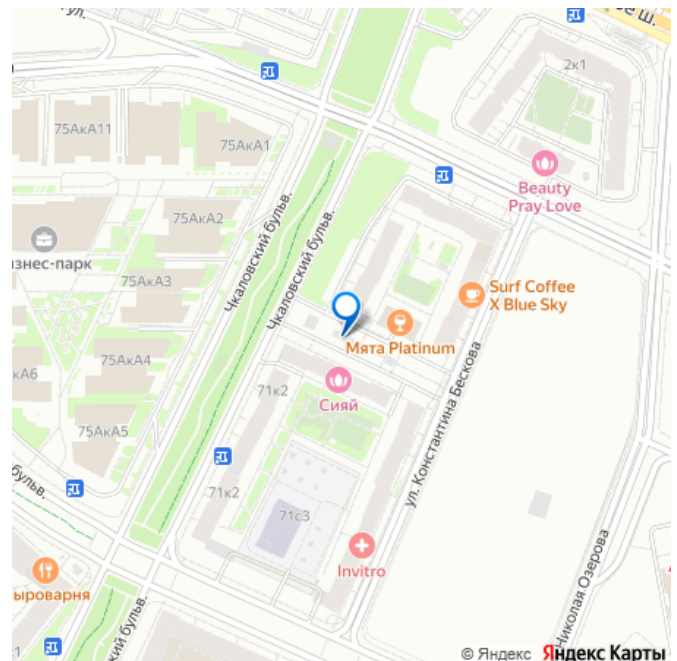 ул.
е ш.
2к1
75АкА11
75АкА1
Beauty
Pray Love
Чкаловский бульв.
75АкА2
Чкаловский бульв.
знес-парк
75АкА3
Surf Coffee
X Blue Sky
Мята Platinum
75АкА4
кА6
Сияй
71к2
ул. Константина Бескова
75АкА5
бульв.
71к2
71с3
Invitro
Николая Озерова
ыроварня
бульв.
к1
© Яндекс Яндекс Карты